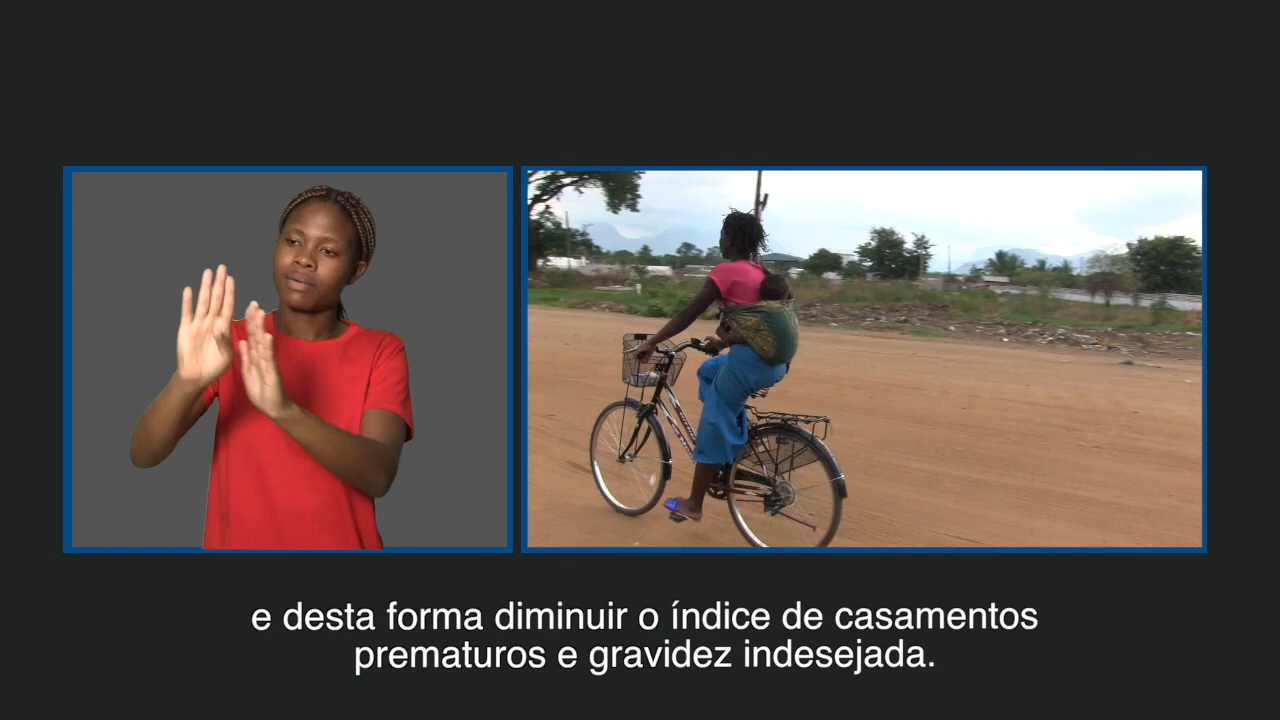 e desta forma diminuir o índice de casamentos
prematuros e gravidez indesejada.